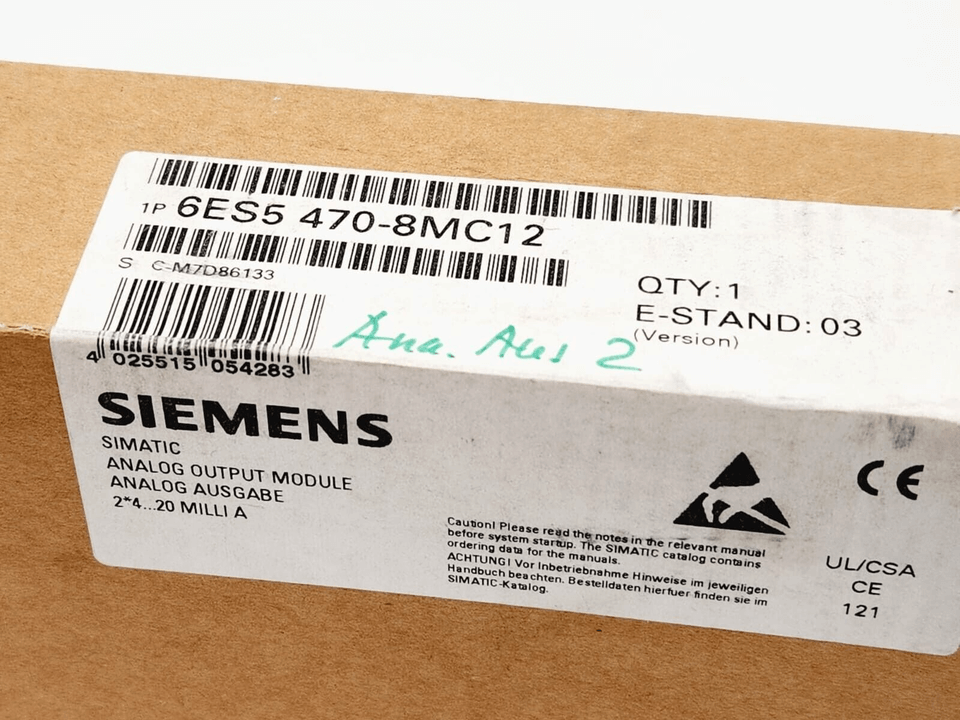 1P 6ES5 470-8MC12
S C-M7D86133
QTY:1
E-STAND:03
(Version)
Ana. Aus 2
4 025515 054283
SIEMENS
SIMATIC
ANALOG OUTPUT MODULE
ANALOG AUSGABE
2*4...20 MILLI A
Caution! Please read the notes in the relevant manual
before system startup. The SIMATIC catalog contains
ordering data for the manuals.
ACHTUNG! Vor Inbetriebnahme Hinweise im jeweiligen
Handbuch beachten. Bestelldaten hierfuer finden sie im
SIMATIC-Katalog.
CE
UL/CSA
CE
121